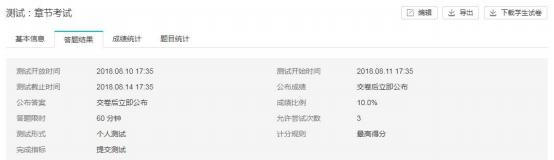 测试：章节考试
编辑 导出 下载学生试卷
基本信息 答题结果 成绩统计 题目统计
测试开放时间 2018.08.10 17:35 测试开始时间 2018.08.11 17:35
测试截止时间 2018.08.14 17:35 公布成绩 交卷后立即公布
公布答案 交卷后立即公布 成绩比例 10.0%
答题限时 60 分钟 允许尝试次数 3
测试形式 个人测试 计分规则 最高得分
完成指标 提交测试